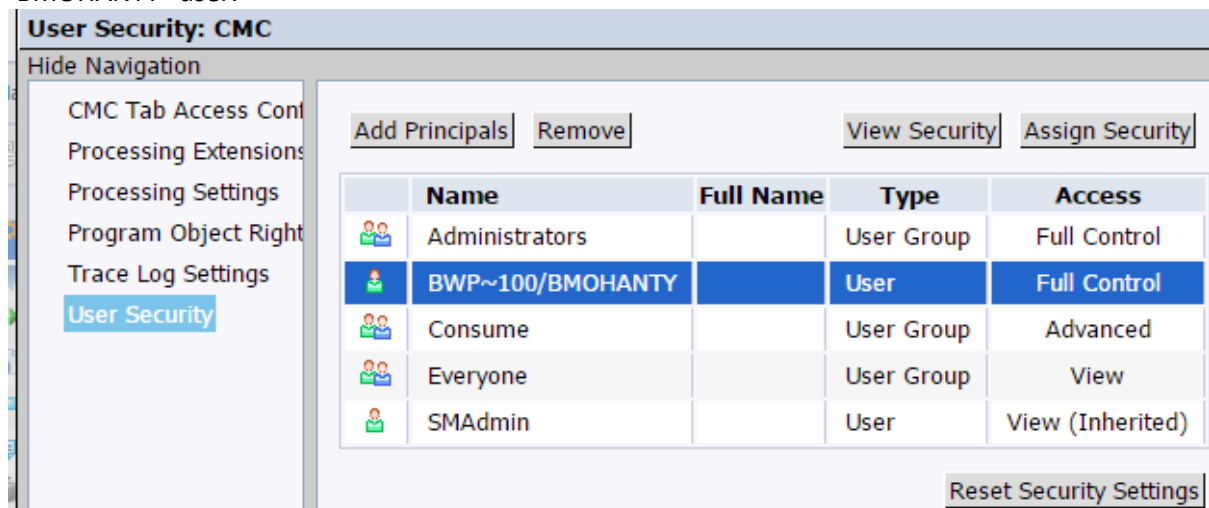 User Security: CMC
Hide Navigation
CMC Tab Access Conf
Processing Extensions
Processing Settings
Program Object Right
Trace Log Settings
User Security
Add Principals Remove View Security Assign Security
Name Full Name Type Access
Administrators User Group Full Control
BWP~100/BMOHANTY User Full Control
Consume User Group Advanced
Everyone User Group View
SMAdmin User View (Inherited)
Reset Security Settings